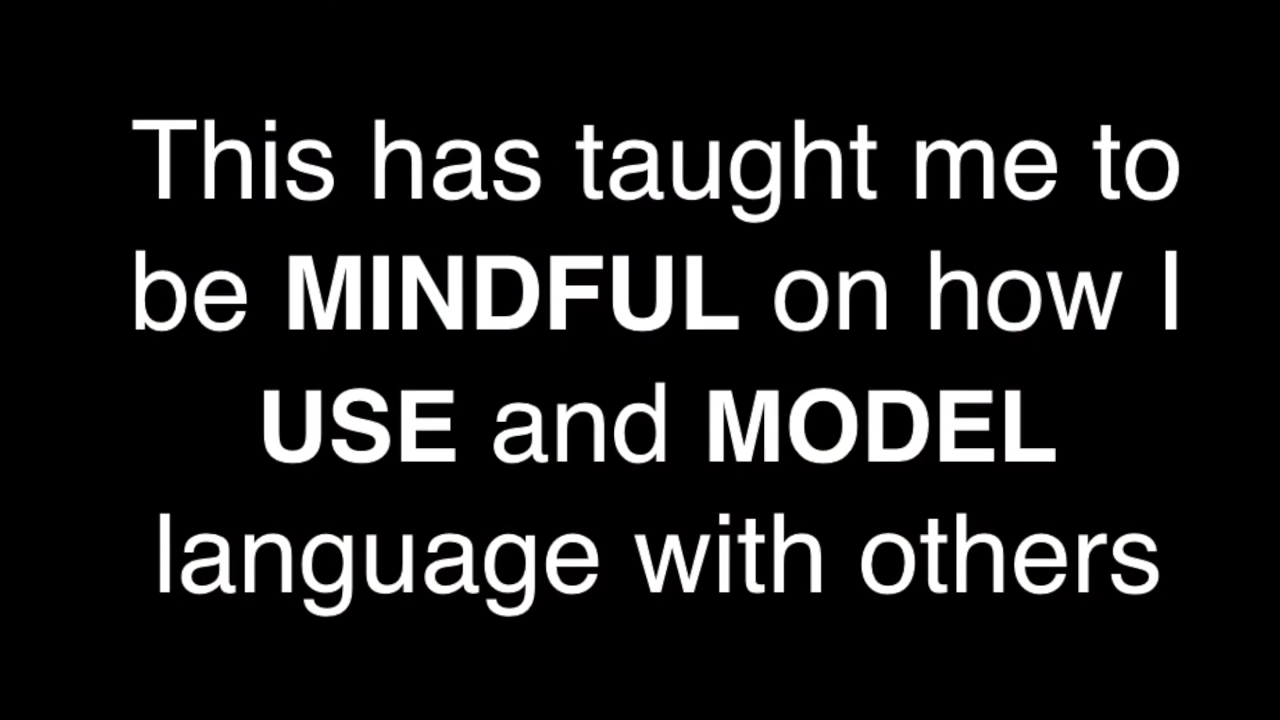 This has taught me to
be MINDFUL on how I
USE and MODEL
language with others